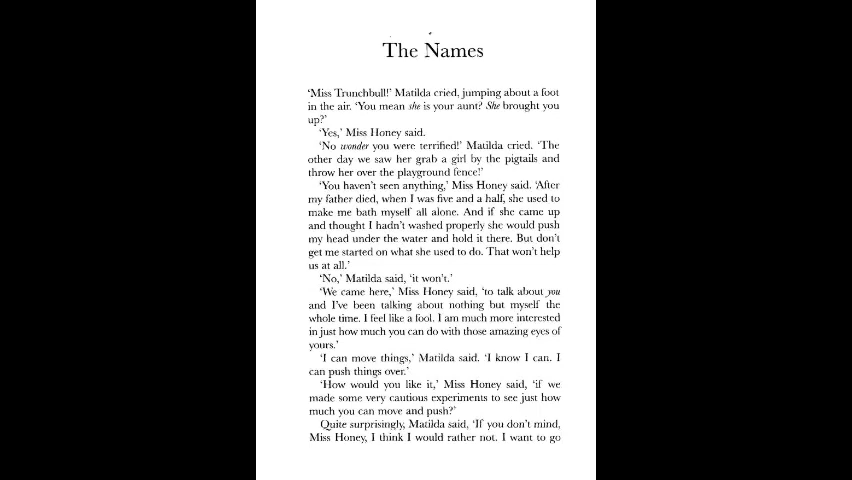 The Names
‘Miss Trunchbull!’ Matilda cried, jumping about a foot
in the air. ‘You mean she is your aunt? She brought you
up?’
‘Yes,’ Miss Honey said.
‘No wonder you were terrified!’ Matilda cried. ‘The
other day we saw her grab a girl by the pigtails and
throw her over the playground fence!’
‘You haven’t seen anything,’ Miss Honey said. ‘After
my father died, when I was five and a half, she used to
make me bath myself all alone. And if she came up
and thought I hadn’t washed properly she would push
my head under the water and hold it there. But don’t
get me started on what she used to do. That won’t help
us at all.’
‘No,’ Matilda said, ‘it won’t.’
‘We came here,’ Miss Honey said, ‘to talk about you
and I’ve been talking about nothing but myself the
whole time. I feel like a fool. I am much more interested
in just how much you can do with those amazing eyes of
yours.’
‘I can move things,’ Matilda said. ‘I know I can. I
can push things over.’
‘How would you like it,’ Miss Honey said, ‘if we
made some very cautious experiments to see just how
much you can move and push?’
Quite surprisingly, Matilda said, ‘If you don’t mind,
Miss Honey, I think I would rather not. I want to go